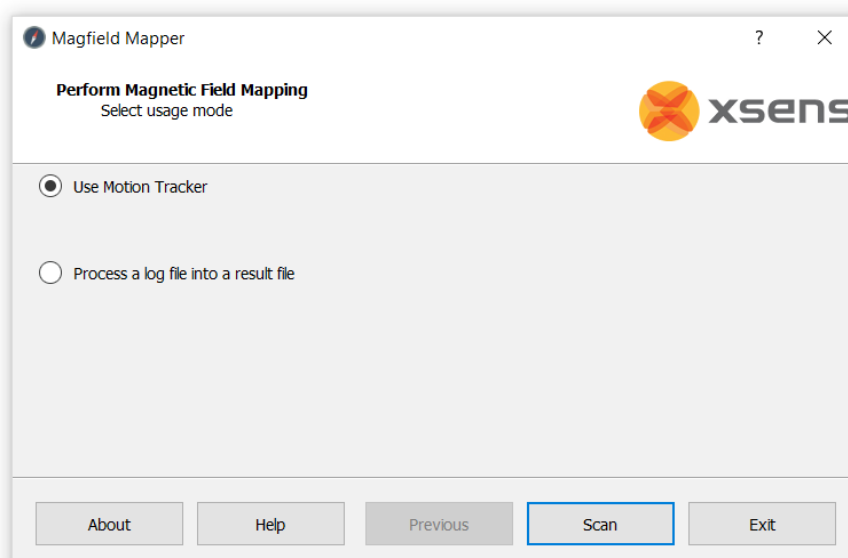 Magfield Mapper
?
Perform Magnetic Field Mapping
Select usage mode
xsens
Use Motion Tracker
Process a log file into a result file
About Help Previous Scan Exit